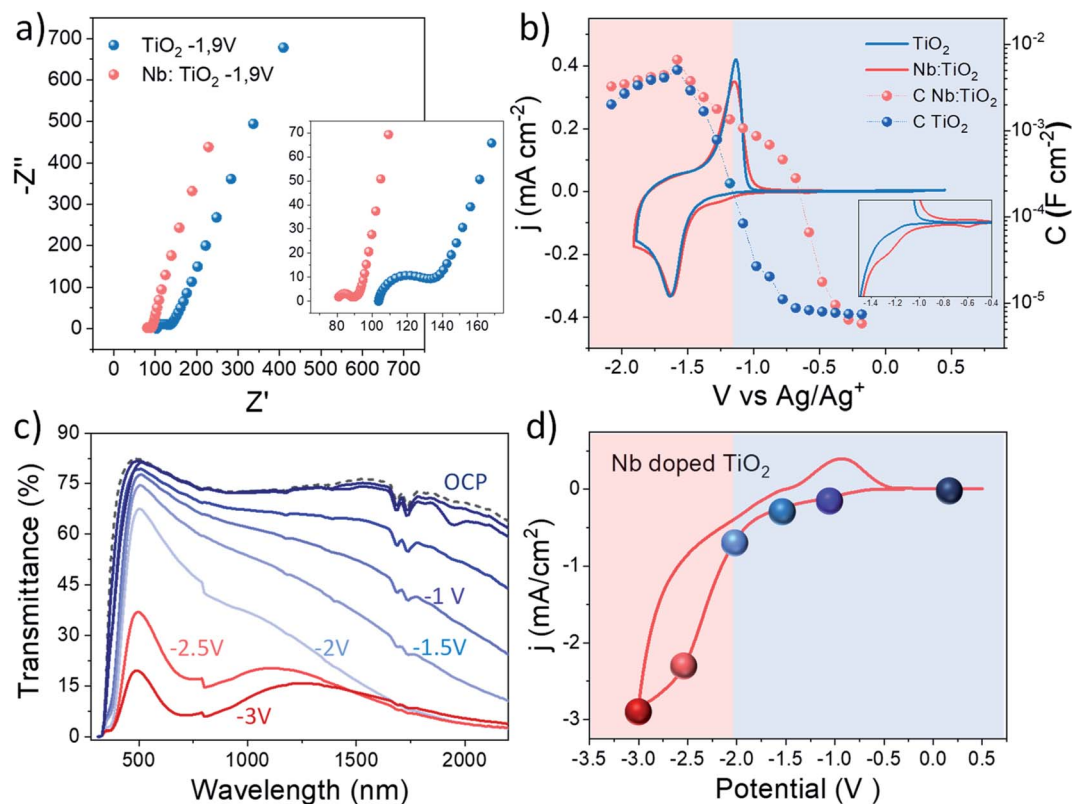 a)
TiO2 -1,9V
Nb: TiO2 -1,9V
-Z''
700
600
500
400
300
200
100
0
0 100 200 300 400 500 600 700
Z'
70
60
50
40
30
20
10
0
80 100 120 140 160
b)
TiO2
Nb:TiO2
C Nb:TiO2
C TiO2
j (mA cm-2)
0.4
0.2
0.0
-0.2
-0.4
-2.0 -1.5 -1.0 -0.5 0.0 0.5
V vs Ag/Ag+
C (F cm-2)
10-2
10-3
10-4
10-5
-1.4 -1.2 -1.0 -0.8 -0.6 -0.4
c)
Transmittance (%)
90
75
60
45
30
15
0
OCP
-1 V
-1.5V
-2V
-2.5V
-3V
500 1000 1500 2000
Wavelength (nm)
d)
Nb doped TiO2
j (mA/cm2)
0
-1
-2
-3
-3.5 -3.0 -2.5 -2.0 -1.5 -1.0 -0.5 0.0 0.5
Potential (V )